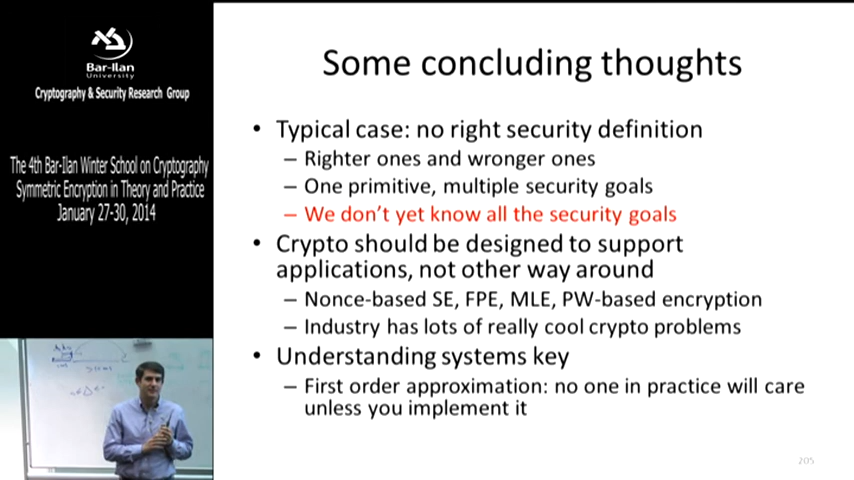 Bar-Ilan
University
Cryptography & Security Research Group
The 4th Bar-Ilan Winter School on Cryptography
Symmetric Encryption in Theory and Practice
January 27-30, 2014
Some concluding thoughts
• Typical case: no right security definition
– Righter ones and wronger ones
– One primitive, multiple security goals
– We don't yet know all the security goals
• Crypto should be designed to support
applications, not other way around
– Nonce-based SE, FPE, MLE, PW-based encryption
– Industry has lots of really cool crypto problems
• Understanding systems key
– First order approximation: no one in practice will care
unless you implement it
205